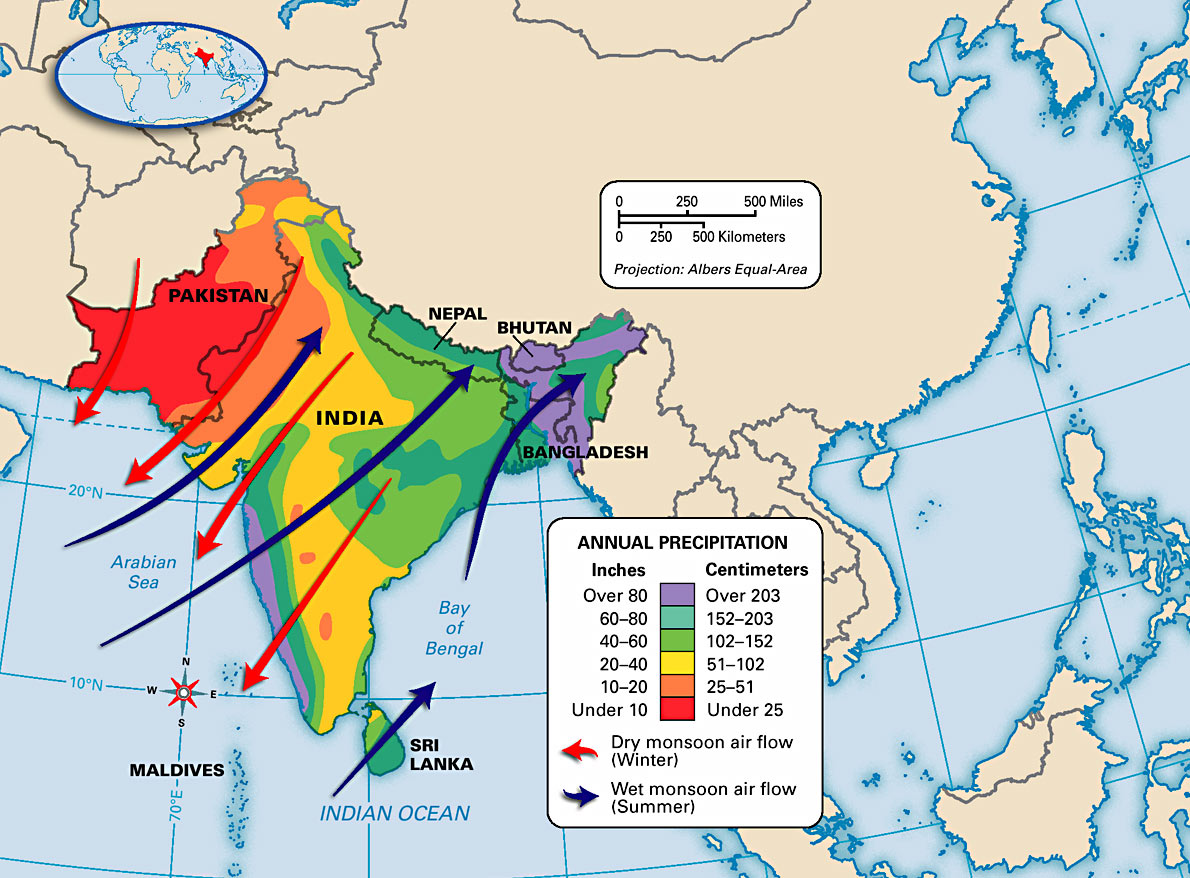 0 250 500 Miles
0 250 500 Kilometers
Projection: Albers Equal-Area
PAKISTAN
NEPAL
BHUTAN
INDIA
BANGLADESH
20°N
Arabian
Sea
Bay
of
Bengal
10°N
N
W E
S
MALDIVES
70°E
SRI
LANKA
INDIAN OCEAN
ANNUAL PRECIPITATION
Inches Centimeters
Over 80 Over 203
60–80 152–203
40–60 102–152
20–40 51–102
10–20 25–51
Under 10 Under 25
Dry monsoon air flow
(Winter)
Wet monsoon air flow
(Summer)